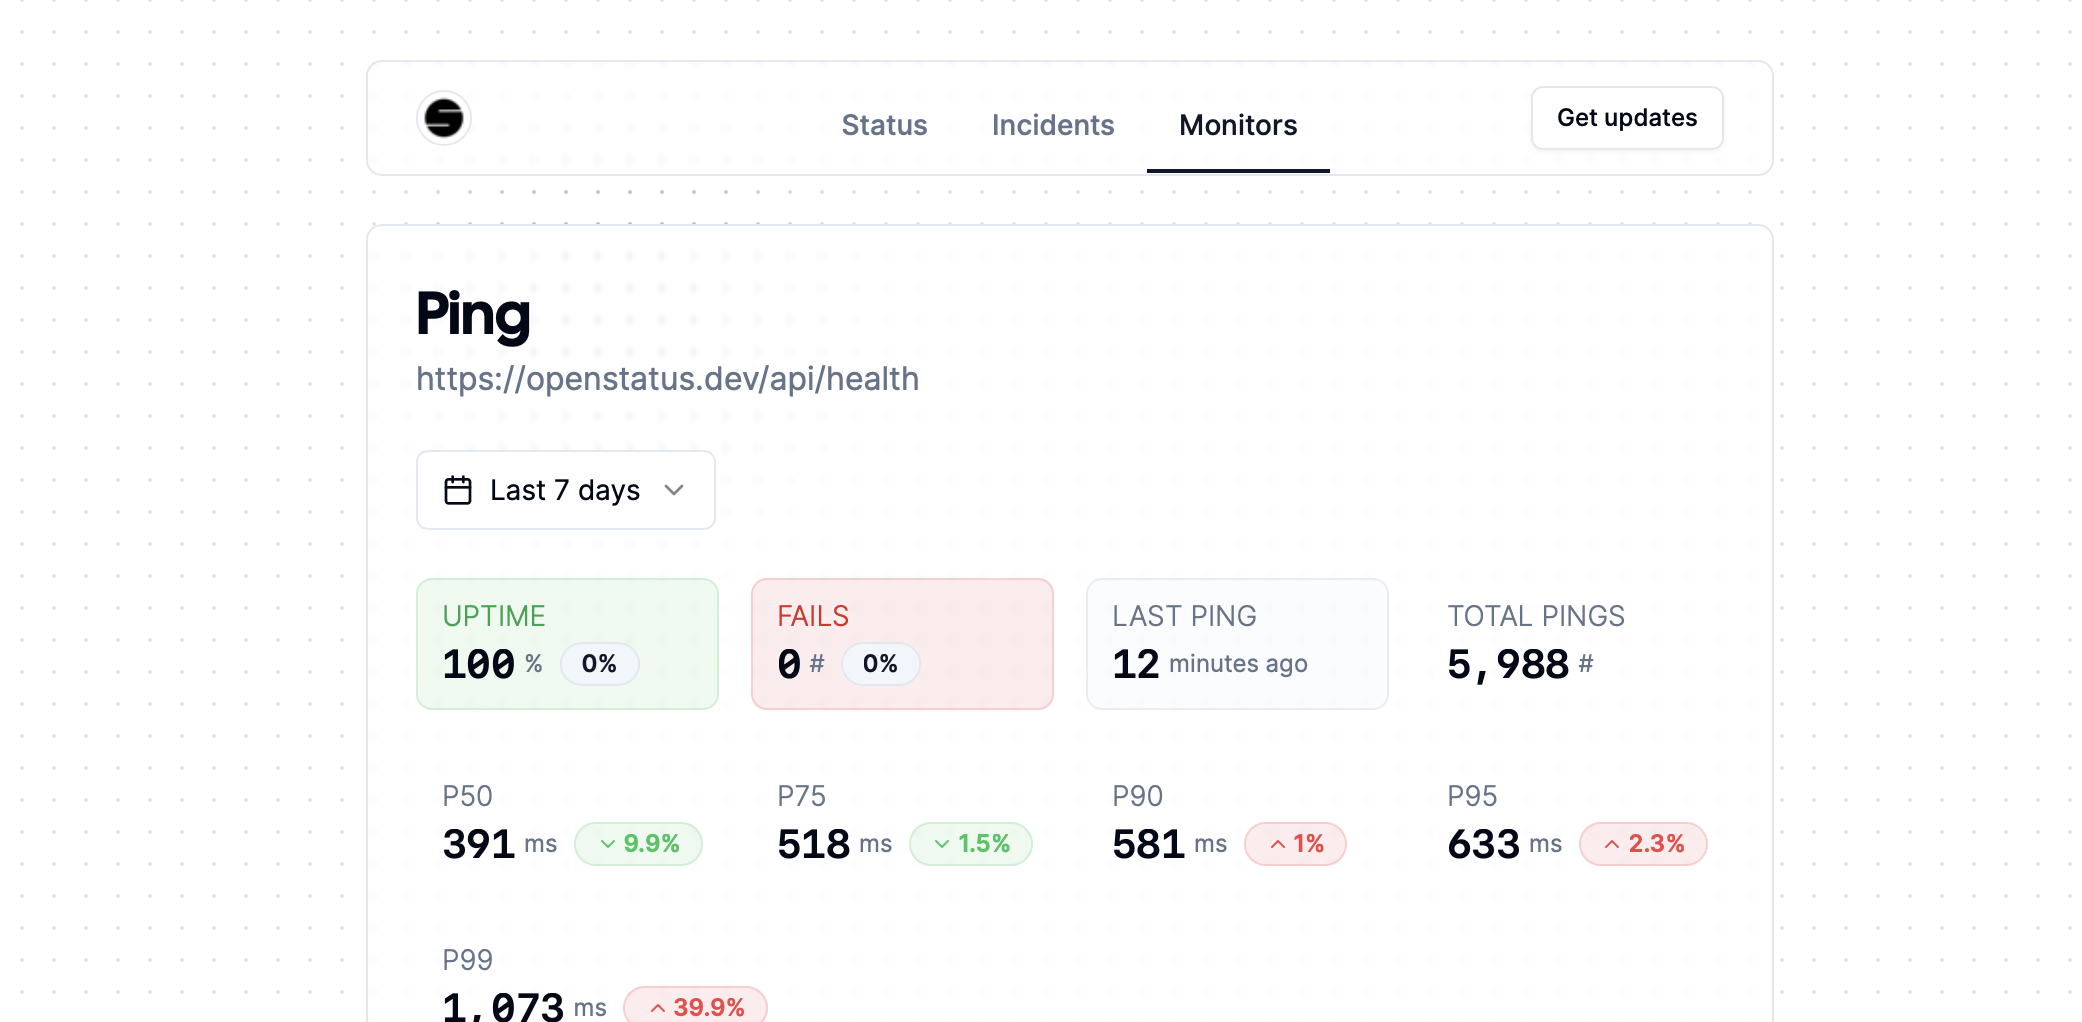 Status Incidents Monitors Get updates
Ping
https://openstatus.dev/api/health
Last 7 days
UPTIME FAILS LAST PING TOTAL PINGS
100 % 0% 0 # 0% 12 minutes ago 5,988 #
P50 P75 P90 P95
391 ms 9.9% 518 ms 1.5% 581 ms 1% 633 ms 2.3%
P99
1,073 ms 39.9%